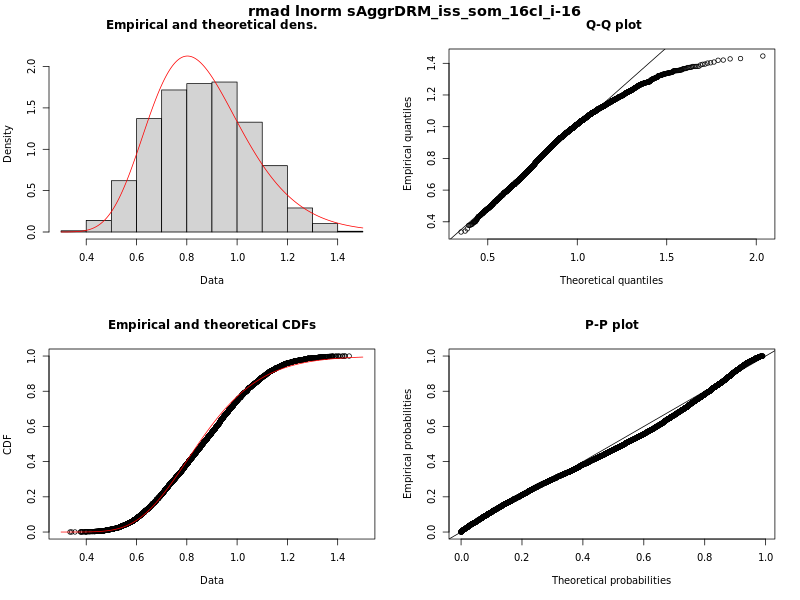 rmad lnorm sAggrDRM_iss_som_16cl_i-16
Empirical and theoretical dens.
Density
0.0 0.5 1.0 1.5 2.0
0.4 0.6 0.8 1.0 1.2 1.4
Data
Q-Q plot
Empirical quantiles
0.4 0.6 0.8 1.0 1.2 1.4
0.5 1.0 1.5 2.0
Theoretical quantiles
Empirical and theoretical CDFs
CDF
0.0 0.2 0.4 0.6 0.8 1.0
0.4 0.6 0.8 1.0 1.2 1.4
Data
P-P plot
Empirical probabilities
0.0 0.2 0.4 0.6 0.8 1.0
0.0 0.2 0.4 0.6 0.8 1.0
Theoretical probabilities